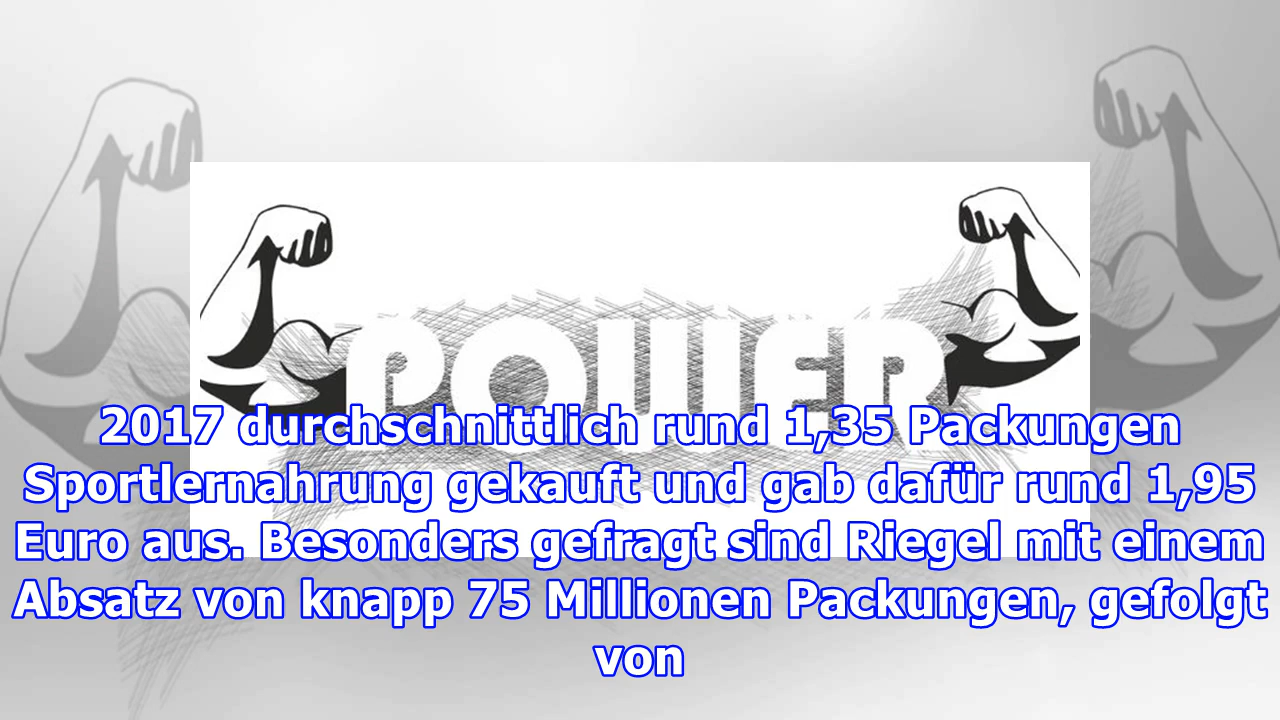 POWER
2017 durchschnittlich rund 1,35 Packungen
Sportlernahrung gekauft und gab dafür rund 1,95
Euro aus. Besonders gefragt sind Riegel mit einem
Absatz von knapp 75 Millionen Packungen, gefolgt
von